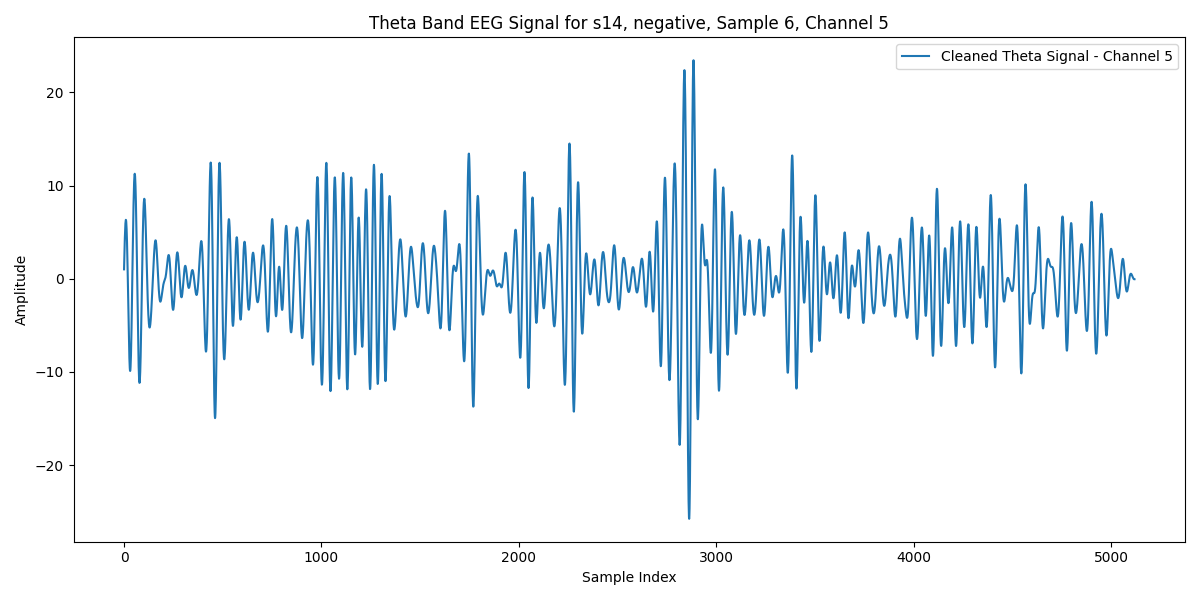 Theta Band EEG Signal for s14, negative, Sample 6, Channel 5
Cleaned Theta Signal - Channel 5
Amplitude
20
10
0
−10
−20
0 1000 2000 3000 4000 5000
Sample Index